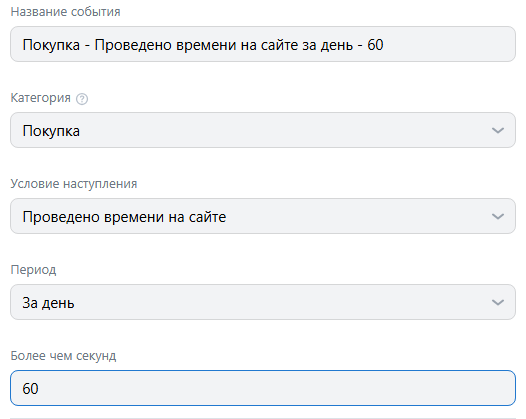 Название события
Покупка - Проведено времени на сайте за день - 60
Категория ?
Покупка
Условие наступления
Проведено времени на сайте
Период
За день
Более чем секунд
60